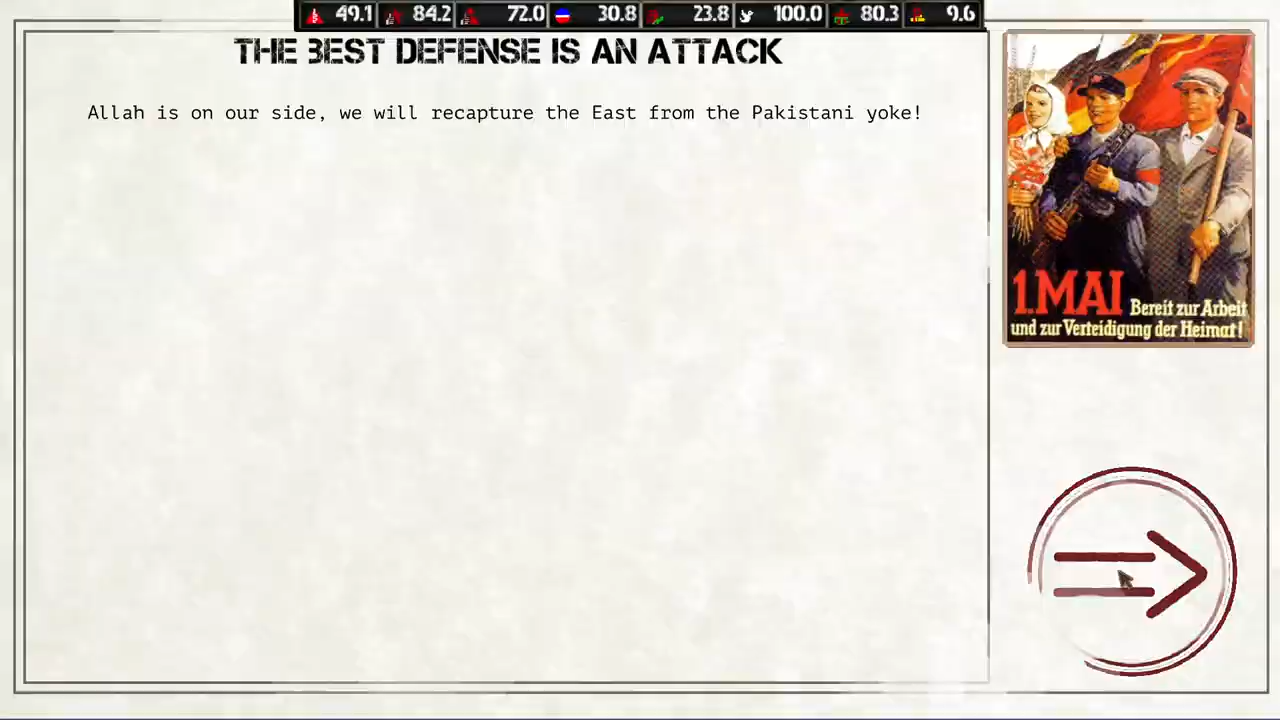 49.1 84.2 72.0 30.8 23.8 100.0 80.3 9.6
THE BEST DEFENSE IS AN ATTACK
Allah is on our side, we will recapture the East from the Pakistani yoke!
1.MAI Bereit zur Arbeit
und zur Verteidigung der Heimat!